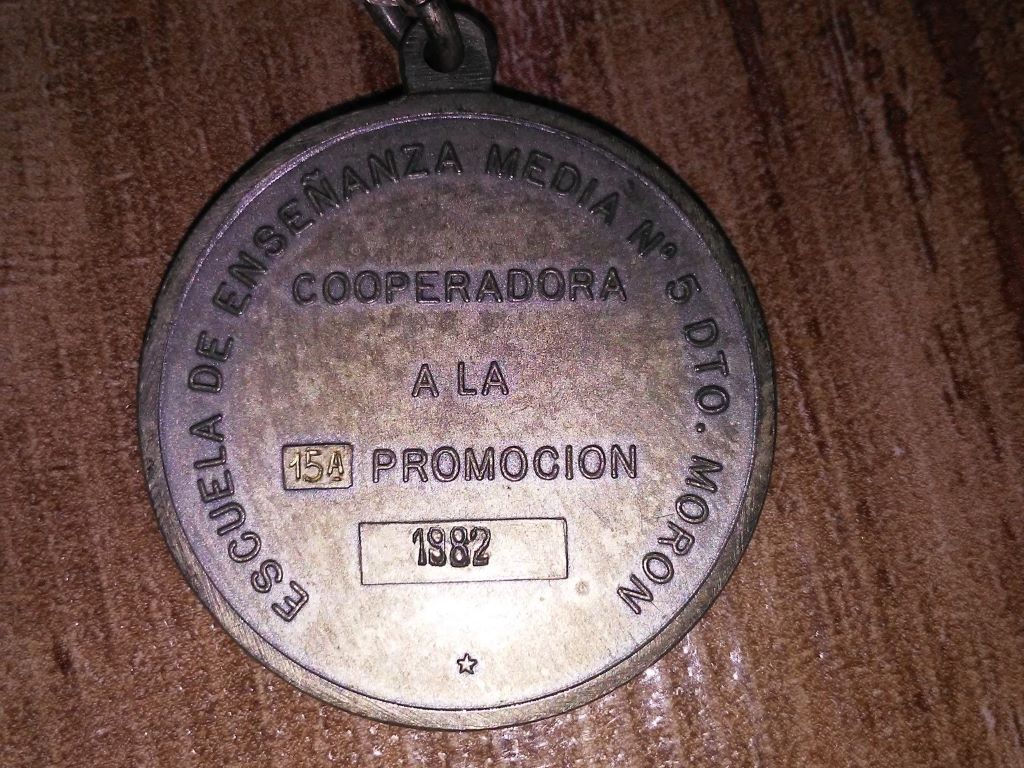 ESCUELA DE ENSEÑANZA MEDIA Nº 5 DTO. MORON
COOPERADORA
A LA
15A PROMOCION
1982